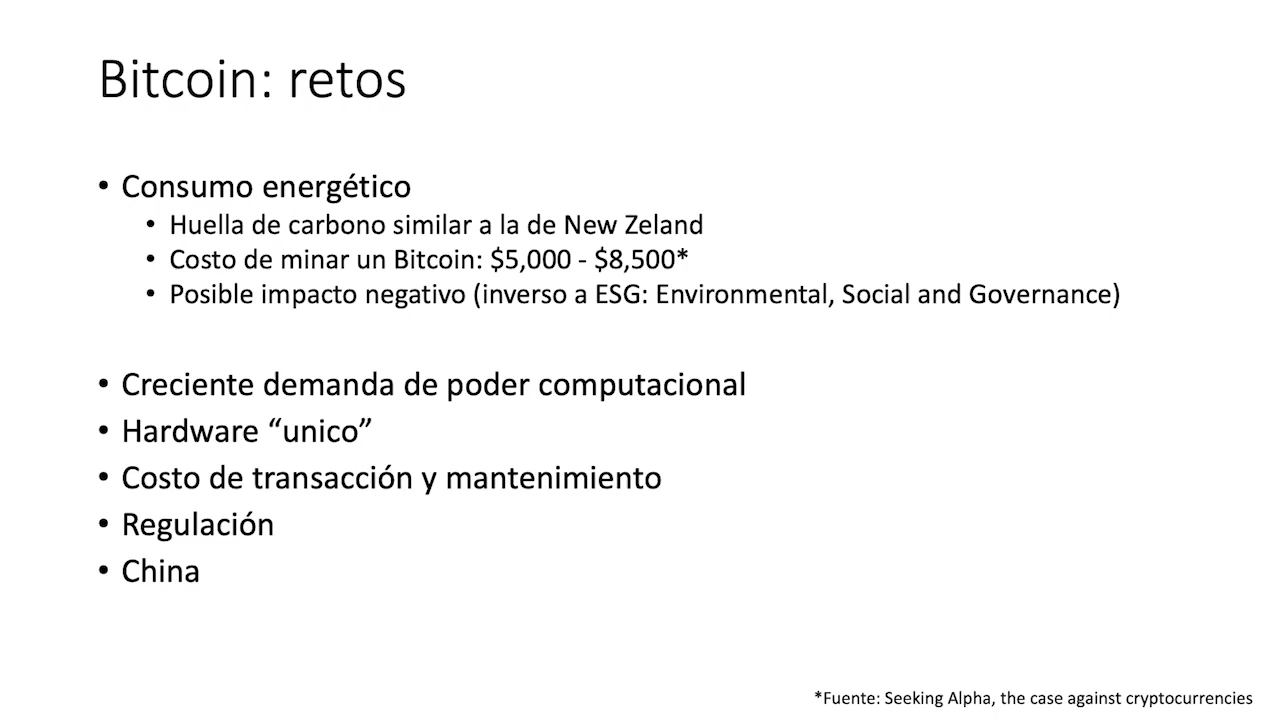 Bitcoin: retos
• Consumo energético
• Huella de carbono similar a la de New Zeland
• Costo de minar un Bitcoin: $5,000 - $8,500*
• Posible impacto negativo (inverso a ESG: Environmental, Social and Governance)
• Creciente demanda de poder computacional
• Hardware “unico”
• Costo de transacción y mantenimiento
• Regulación
• China
*Fuente: Seeking Alpha, the case against cryptocurrencies